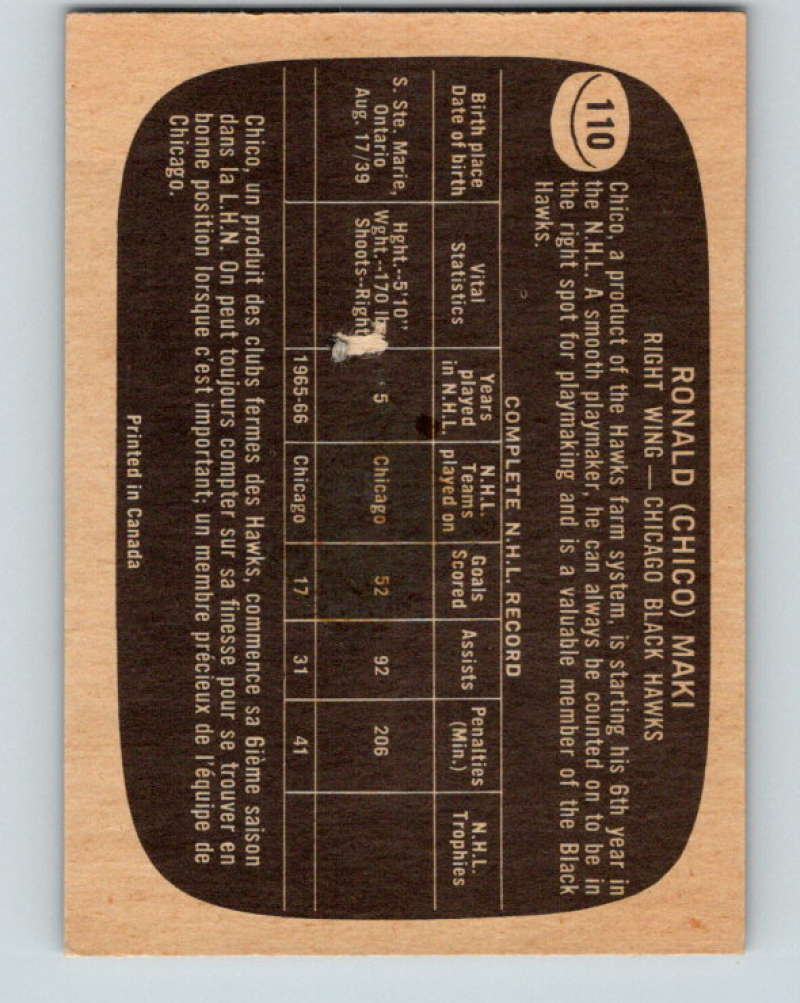 110
RONALD (CHICO) MAKI
RIGHT WING — CHICAGO BLACK HAWKS
Chico, a product of the Hawks farm system, is starting his 6th year in
the N.H.L. A smooth playmaker, he can always be counted on to be in
the right spot for playmaking and is a valuable member of the Black
Hawks.
COMPLETE N.H.L. RECORD
Birth place
Date of birth
Vital
Statistics
Years
played
in N.H.L.
N.H.L.
Teams
played on
Goals
Scored
Assists
Penalties
(Min.)
N.H.L.
Trophies
S. Ste. Marie,
Ontario
Aug. 17/39
Hght.--5'10"
Wght.--170
Shoots--Right
5
Chicago
52
92
206
1965-66
Chicago
17
31
41
Chico, un produit des clubs fermes des Hawks, commence sa 6ième saison
dans la L.H.N. On peut toujours compter sur sa finesse pour se trouver en
bonne position lorsque c'est important; un membre précieux de l'équipe de
Chicago.
Printed in Canada